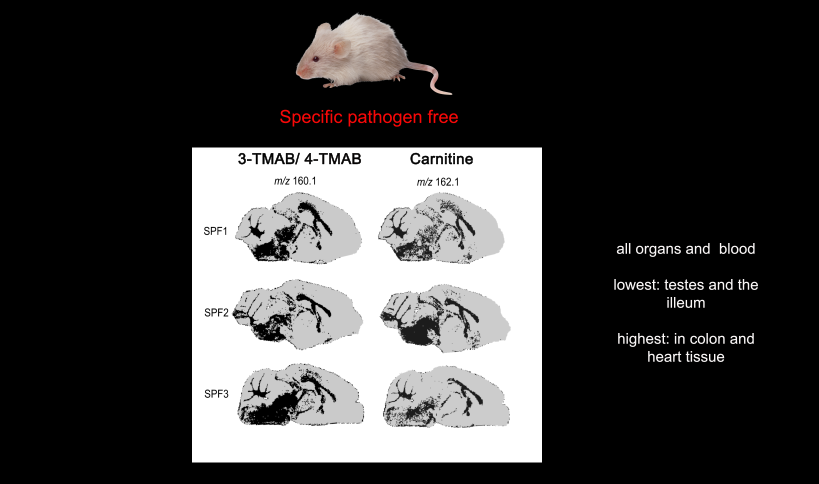 Specific pathogen free
3-TMAB/ 4-TMAB
Carnitine
m/z 160.1
m/z 162.1
SPF1
SPF2
SPF3
all organs and blood
lowest: testes and the
illeum
highest: in colon and
heart tissue